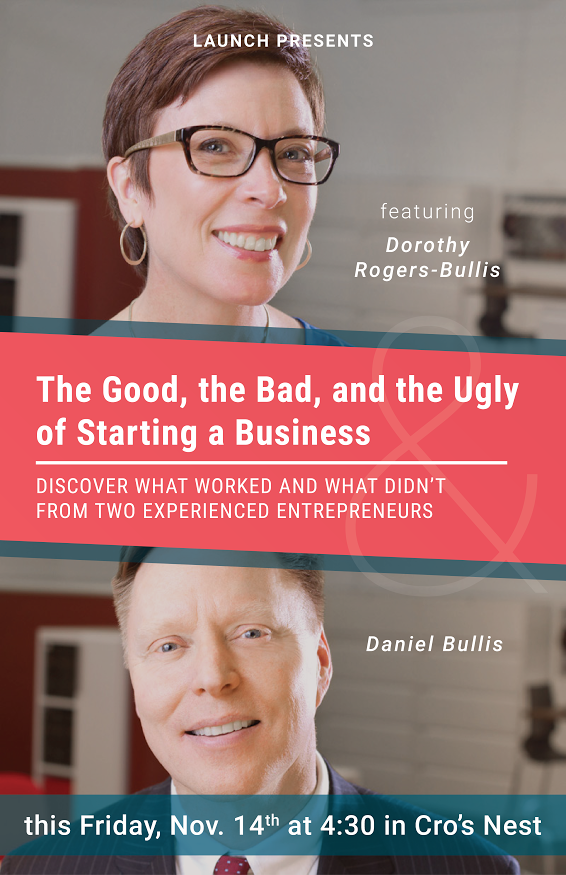 LAUNCH PRESENTS
featuring
Dorothy
Rogers-Bullis
The Good, the Bad, and the Ugly
of Starting a Business
DISCOVER WHAT WORKED AND WHAT DIDN'T
FROM TWO EXPERIENCED ENTREPRENEURS
&
Daniel Bullis
this Friday, Nov. 14th at 4:30 in Cro's Nest